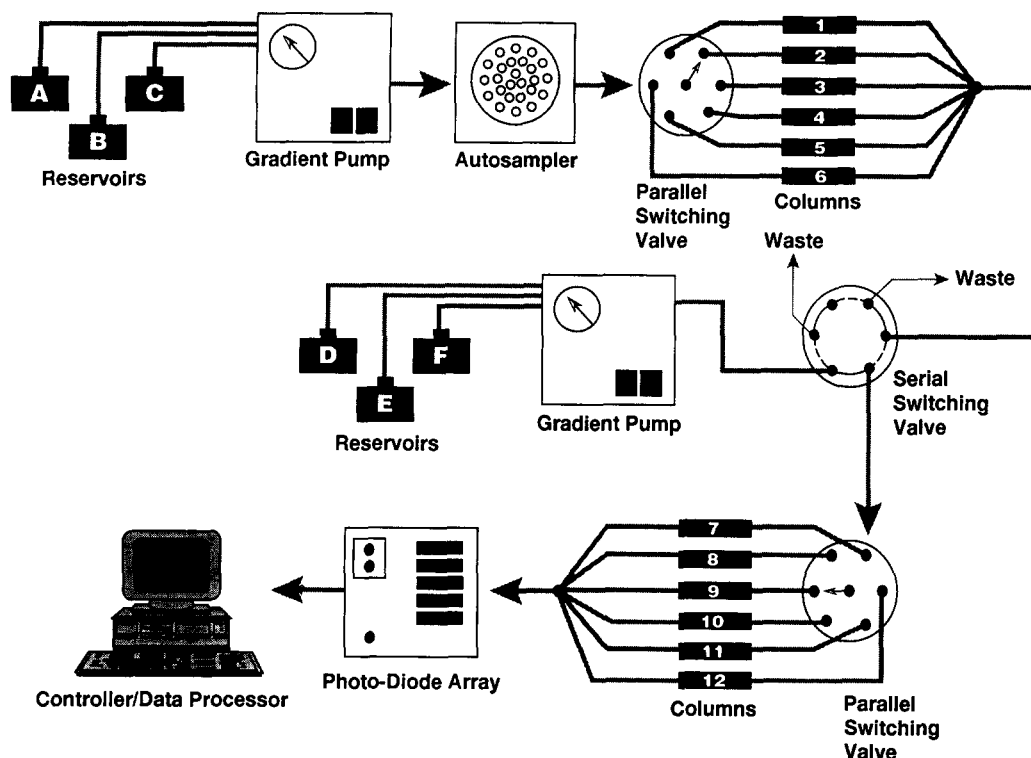 A
B
C
Reservoirs
Gradient Pump
Autosampler
Parallel
Switching
Valve
1
2
3
4
5
6
Columns
Waste
Waste
D
E
F
Reservoirs
Gradient Pump
Serial
Switching
Valve
7
8
9
10
11
12
Columns
Parallel
Switching
Valve
Photo-Diode Array
Controller/Data Processor